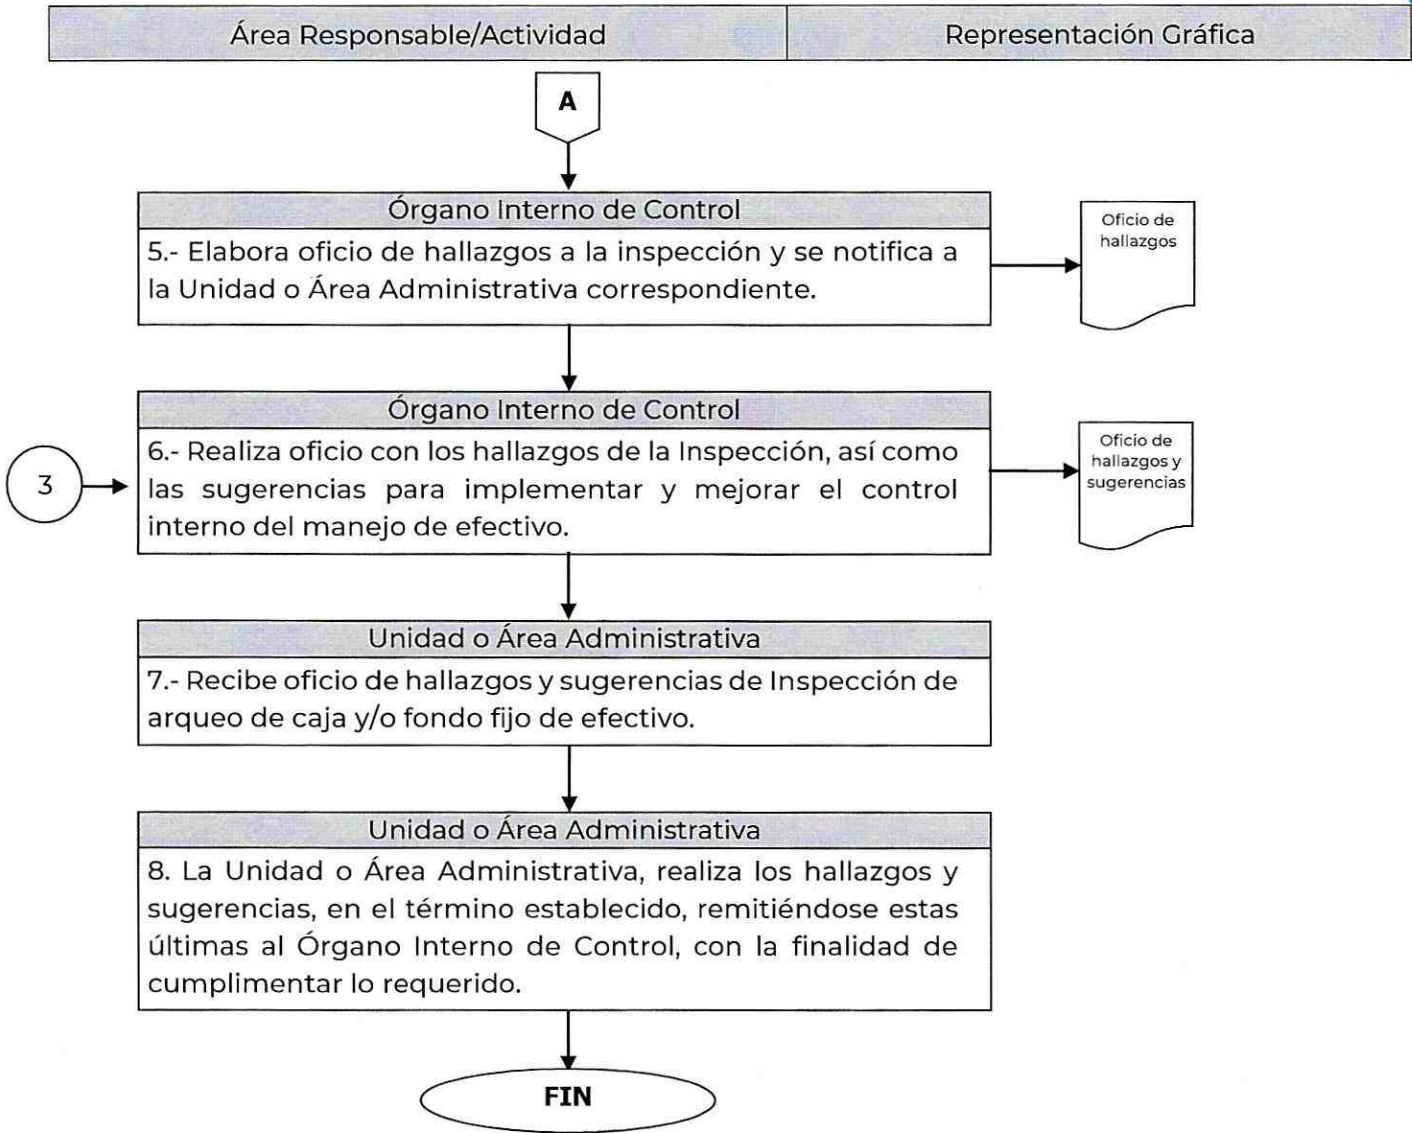 Área Responsable/Actividad
Representación Gráfica
A
Órgano Interno de Control
5.- Elabora oficio de hallazgos a la inspección y se notifica a
la Unidad o Área Administrativa correspondiente.
Oficio de
hallazgos
Órgano Interno de Control
6.- Realiza oficio con los hallazgos de la Inspección, así como
las sugerencias para implementar y mejorar el control
interno del manejo de efectivo.
3
Oficio de
hallazgos y
sugerencias
Unidad o Área Administrativa
7.- Recibe oficio de hallazgos y sugerencias de Inspección de
arqueo de caja y/o fondo fijo de efectivo.
Unidad o Área Administrativa
8. La Unidad o Área Administrativa, realiza los hallazgos y
sugerencias, en el término establecido, remitiéndose estas
últimas al Órgano Interno de Control, con la finalidad de
cumplimentar lo requerido.
FIN